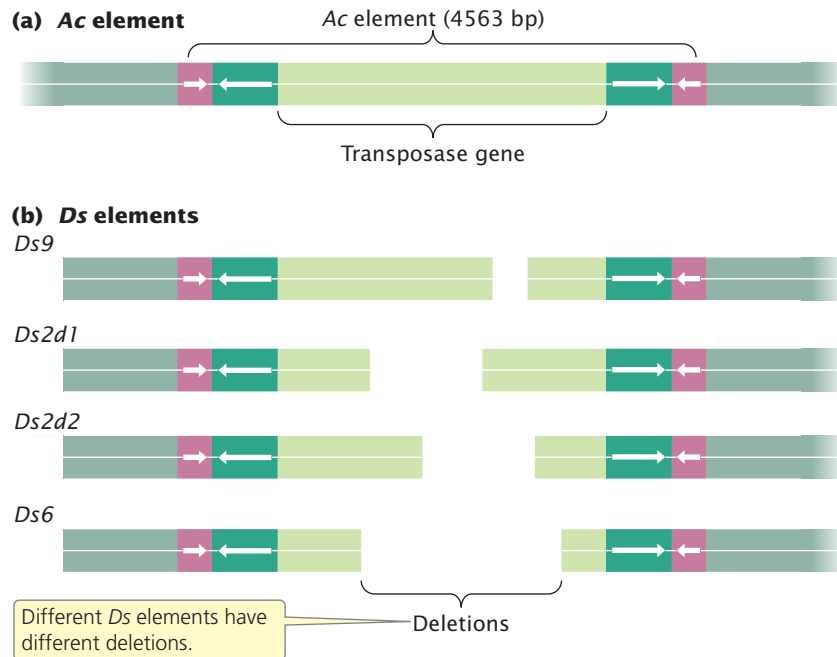 (a) Ac element
Ac element (4563 bp)
Transposase gene
(b) Ds elements
Ds9
Ds2d1
Ds2d2
Ds6
Different Ds elements have
different deletions.
Deletions